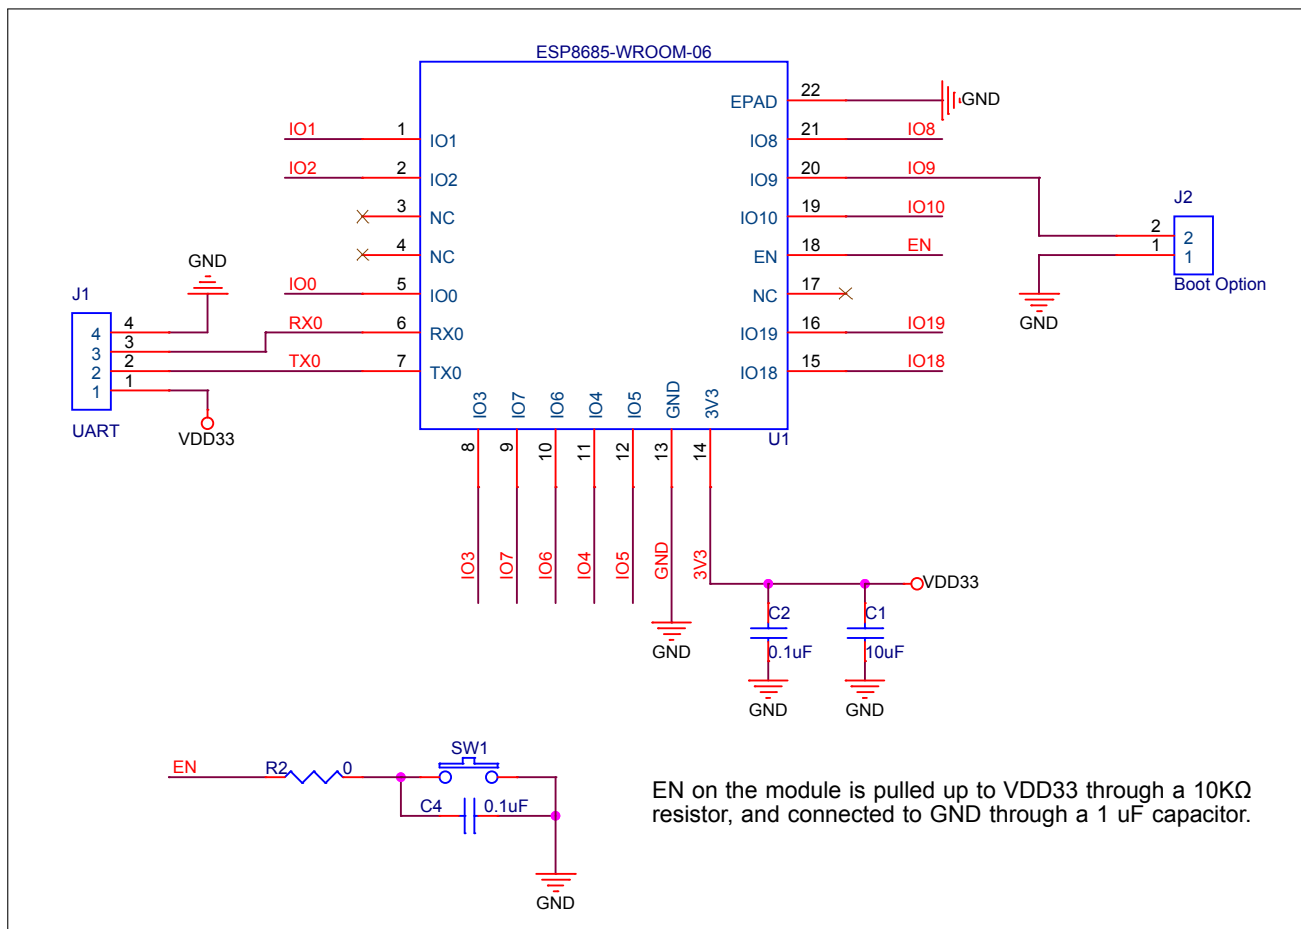 ESP8685-WROOM-06
EPAD 22 GND
IO1 1 IO1
IO8 21 IO8
IO2 2 IO2
IO9 20 IO9
3 NC
IO10 19 IO10
4 NC
EN 18 EN
NC 17
IO0 5 IO0
RX0 6 RX0
IO19 16 IO19
TX0 7 TX0
IO18 15 IO18
J2
2 2
1 1
Boot Option
GND
GND
J1
4 4
3 3
2 2
1 1
UART
VDD33
IO3 IO7 IO6 IO4 IO5 GND 3V3
U1
8 9 10 11 12 13 14
IO3 IO7 IO6 IO4 IO5 GND 3V3
GND
VDD33
C2 C1
0.1uF 10uF
GND GND
SW1
EN R2 0
C4 0.1uF
GND
EN on the module is pulled up to VDD33 through a 10KΩ
resistor, and connected to GND through a 1 uF capacitor.